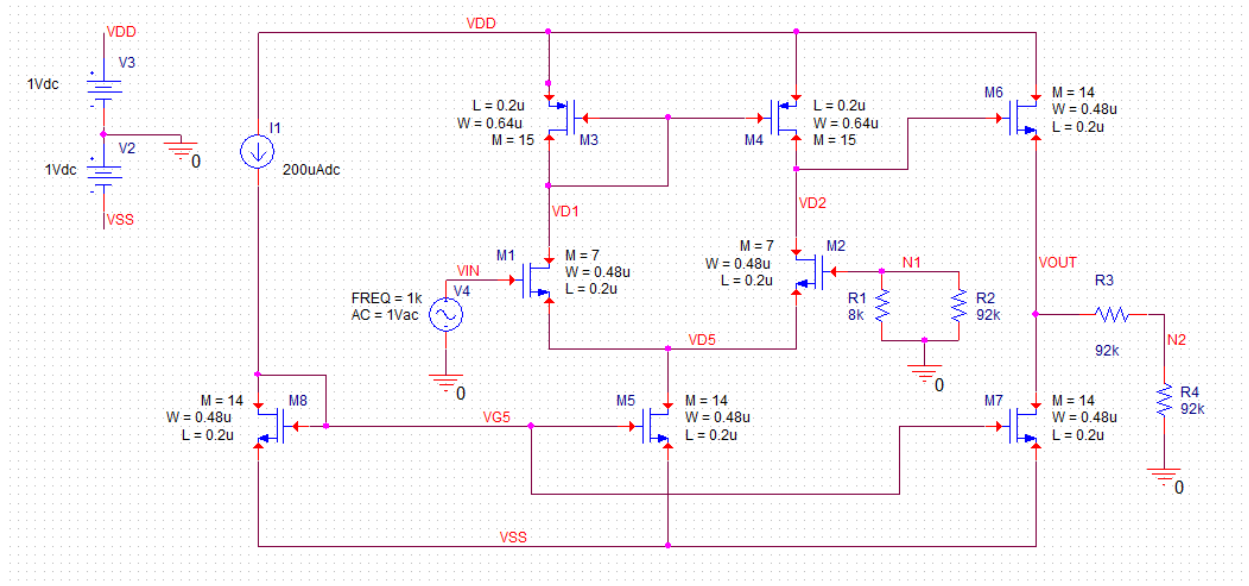 VDD
V3
1Vdc
V2
1Vdc
0
VSS
VDD
I1
200uAdc
L = 0.2u
W = 0.64u
M = 15
M3
L = 0.2u
W = 0.64u
M = 15
M4
M6
M = 14
W = 0.48u
L = 0.2u
VD1
VD2
M1
M = 7
W = 0.48u
L = 0.2u
M = 7
W = 0.48u
L = 0.2u
M2
VIN
V4
FREQ = 1k
AC = 1Vac
0
N1
R1
8k
R2
92k
0
VOUT
R3
92k
N2
R4
92k
0
VD5
M = 14
W = 0.48u
L = 0.2u
M8
VG5
M5
M = 14
W = 0.48u
L = 0.2u
M7
M = 14
W = 0.48u
L = 0.2u
VSS